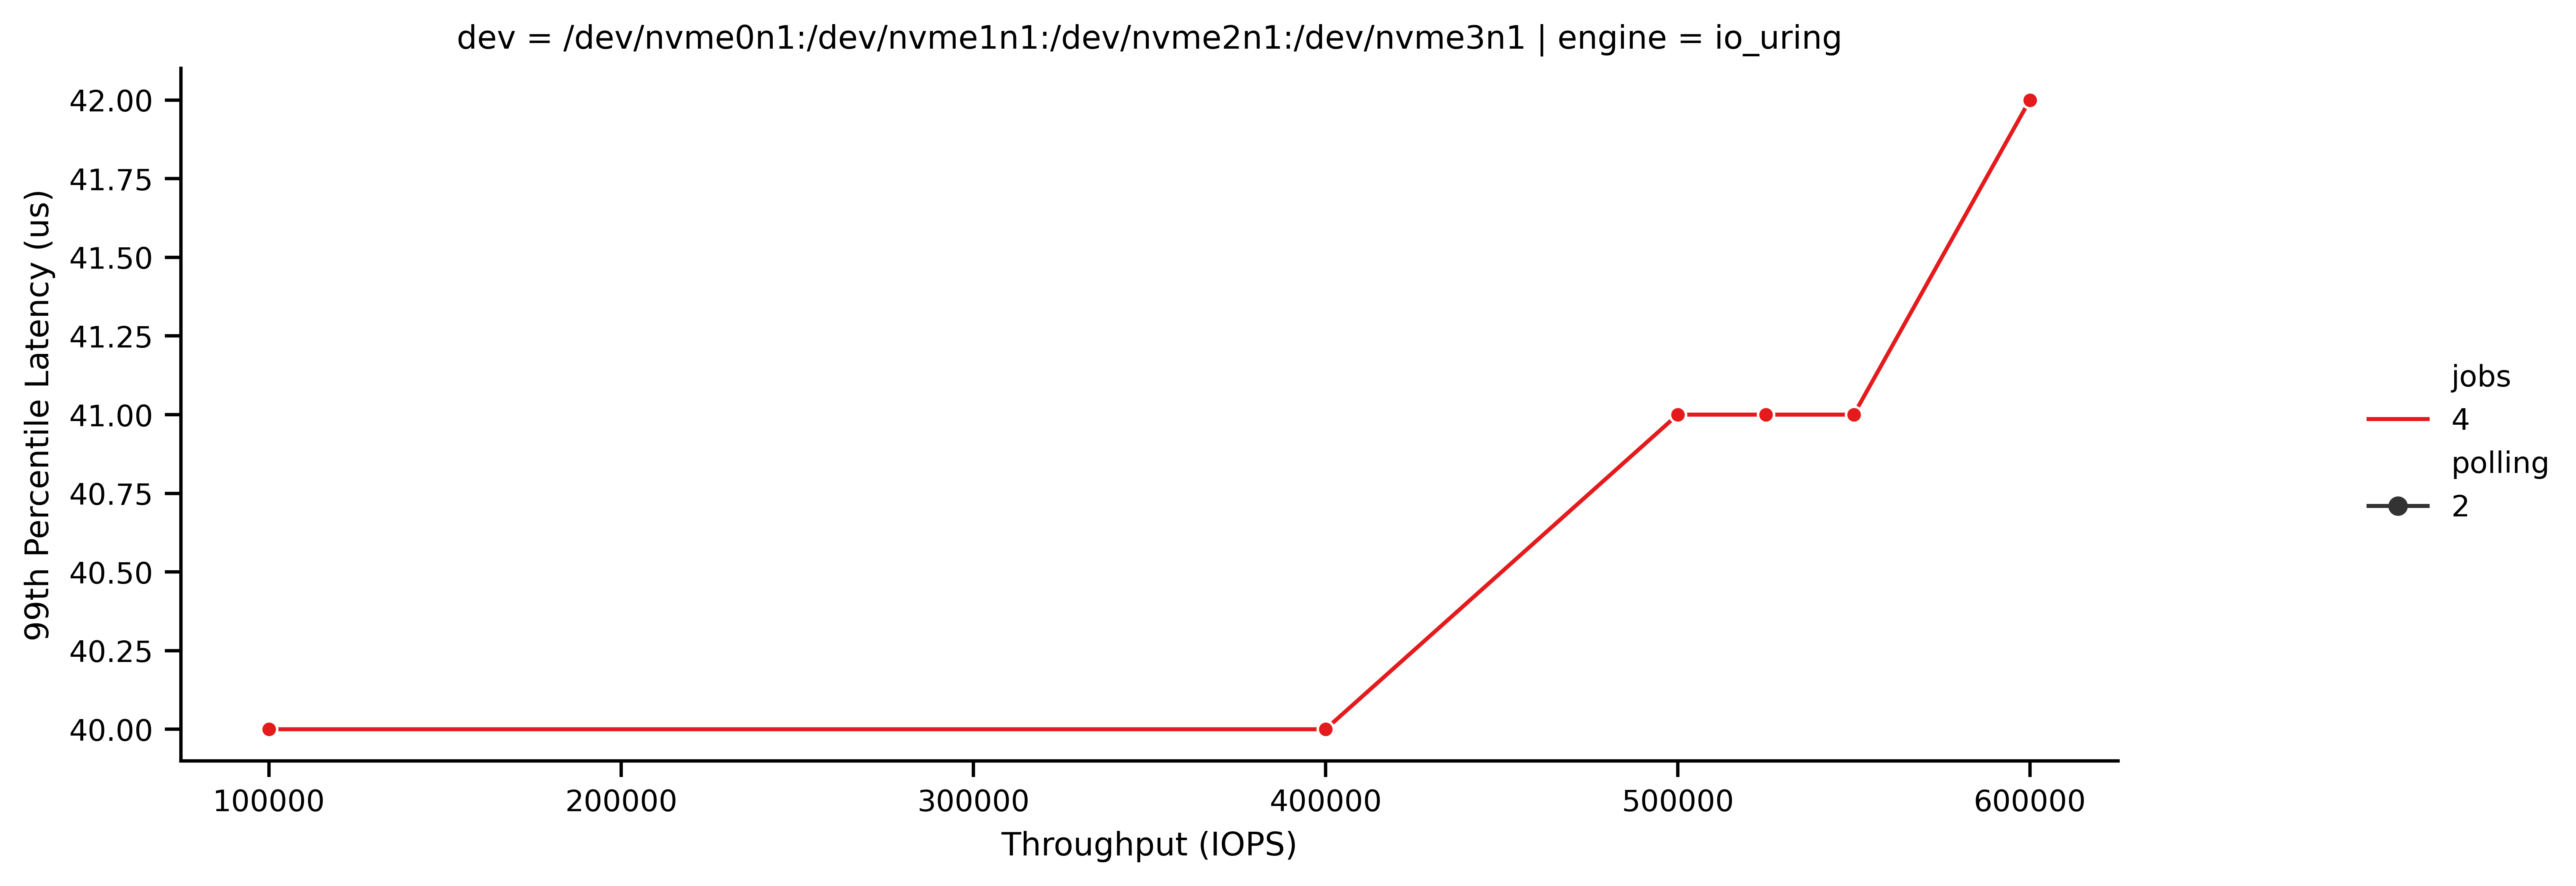 dev = /dev/nvme0n1:/dev/nvme1n1:/dev/nvme2n1:/dev/nvme3n1 | engine = io_uring
99th Percentile Latency (us)
42.00
41.75
41.50
41.25
41.00
40.75
40.50
40.25
40.00
100000 200000 300000 400000 500000 600000
Throughput (IOPS)
jobs
4
polling
2